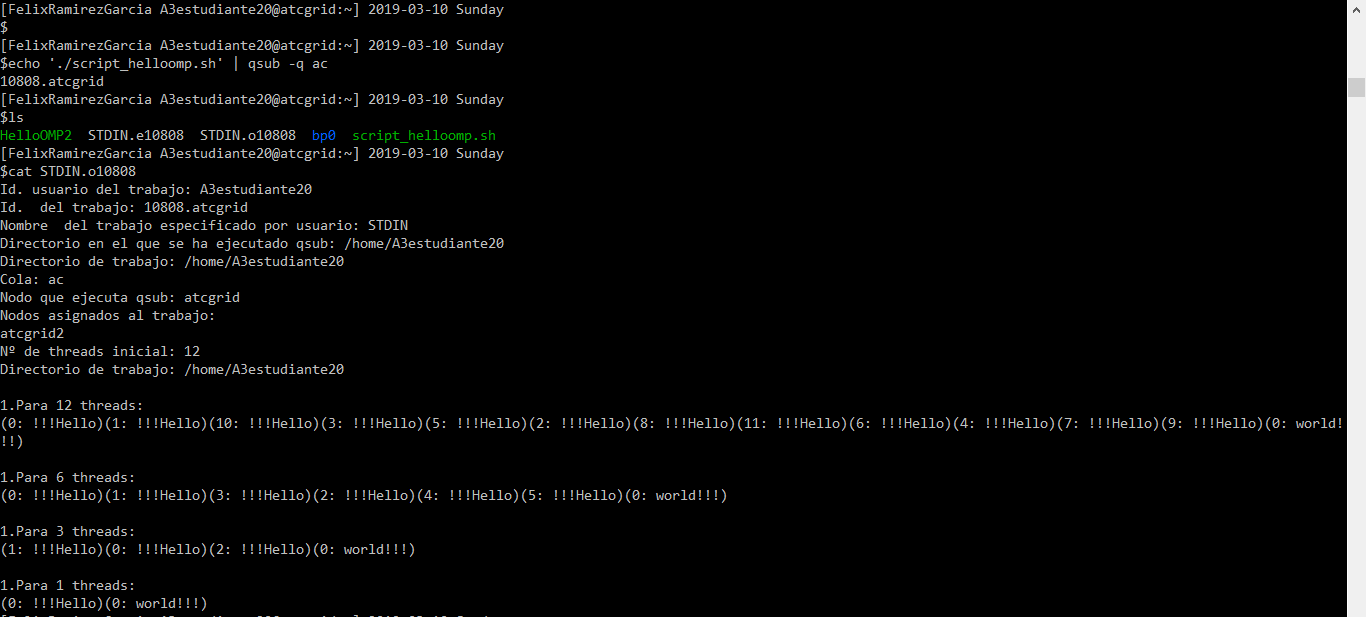 [FelixRamirezGarcia A3estudiante20@atcgrid:~] 2019-03-10 Sunday
$
[FelixRamirezGarcia A3estudiante20@atcgrid:~] 2019-03-10 Sunday
$echo './script_helloomp.sh' | qsub -q ac
10808.atcgrid
[FelixRamirezGarcia A3estudiante20@atcgrid:~] 2019-03-10 Sunday
$ls
HelloOMP2  STDIN.e10808  STDIN.o10808  bp0  script_helloomp.sh
[FelixRamirezGarcia A3estudiante20@atcgrid:~] 2019-03-10 Sunday
$cat STDIN.o10808
Id. usuario del trabajo: A3estudiante20
Id.  del trabajo: 10808.atcgrid
Nombre  del trabajo especificado por usuario: STDIN
Directorio en el que se ha ejecutado qsub: /home/A3estudiante20
Directorio de trabajo: /home/A3estudiante20
Cola: ac
Nodo que ejecuta qsub: atcgrid
Nodos asignados al trabajo:
atcgrid2
Nº de threads inicial: 12
Directorio de trabajo: /home/A3estudiante20
1.Para 12 threads:
(0: !!!Hello)(1: !!!Hello)(10: !!!Hello)(3: !!!Hello)(5: !!!Hello)(2: !!!Hello)(8: !!!Hello)(11: !!!Hello)(6: !!!Hello)(4: !!!Hello)(7: !!!Hello)(9: !!!Hello)(0: world!
!!)
1.Para 6 threads:
(0: !!!Hello)(1: !!!Hello)(3: !!!Hello)(2: !!!Hello)(4: !!!Hello)(5: !!!Hello)(0: world!!!)
1.Para 3 threads:
(1: !!!Hello)(0: !!!Hello)(2: !!!Hello)(0: world!!!)
1.Para 1 threads:
(0: !!!Hello)(0: world!!!)